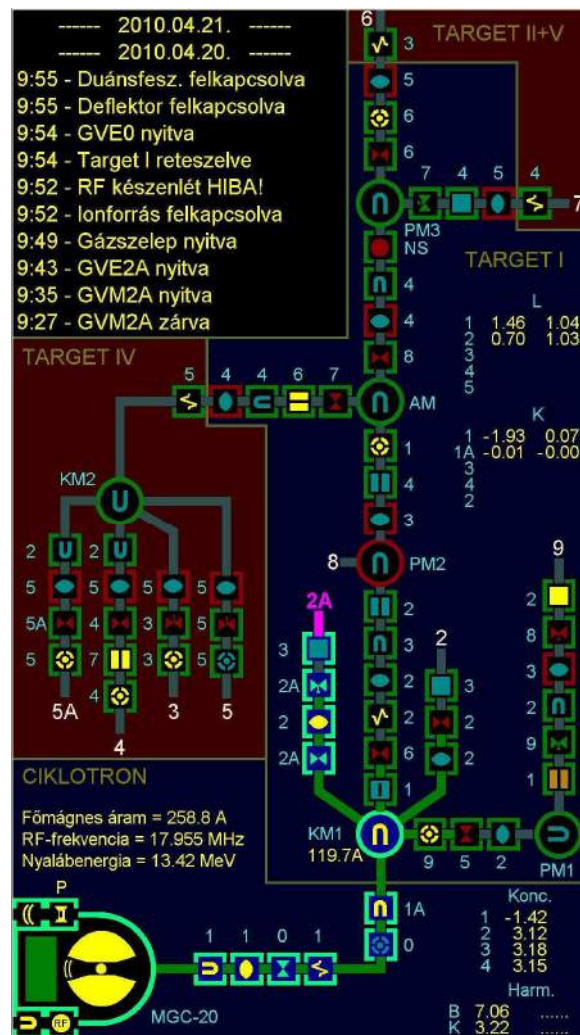 ------ 2010.04.21. ------
------ 2010.04.20. ------
9:55 - Duánsfesz. felkapcsolva
9:55 - Deflektor felkapcsolva
9:54 - GVE0 nyitva
9:54 - Target I reteszelve
9:52 - RF készenlét HIBA!
9:52 - Ionforrás felkapcsolva
9:49 - Gázszelep nyitva
9:43 - GVE2A nyitva
9:35 - GVM2A nyitva
9:27 - GVM2A zárva
6
TARGET II+V
3
5
6
6
7 4 5 4
7
PM3
NS
TARGET I
4
4
8
L
1 1.46 1.04
2 0.70 1.03
3
4
5
TARGET IV
5 4 4 6 7
AM
K
1 -1.93 0.07
1A -0.01 -0.00
3
4
2
1
4
3
KM2
2 2
5 5 5 5
5A 4 3 5
5 7 3 5
4
5A
4
3
5
8
PM2
9
2A
2
2
3
2
6
1
3
2A
2
2A
3
2
2
2
8
3
2
9
1
CIKLOTRON
Főmágnes áram = 258.8 A
RF-frekvencia = 17.955 MHz
Nyalábenergia = 13.42 MeV
KM1
119.7A
9 5 2
PM1
P
1A
0
1 1 0 1
RF
MGC-20
Konc.
1 -1.42
2 3.12
3 3.18
4 3.15
Harm.
B 7.06 ......
K 3.22 ......